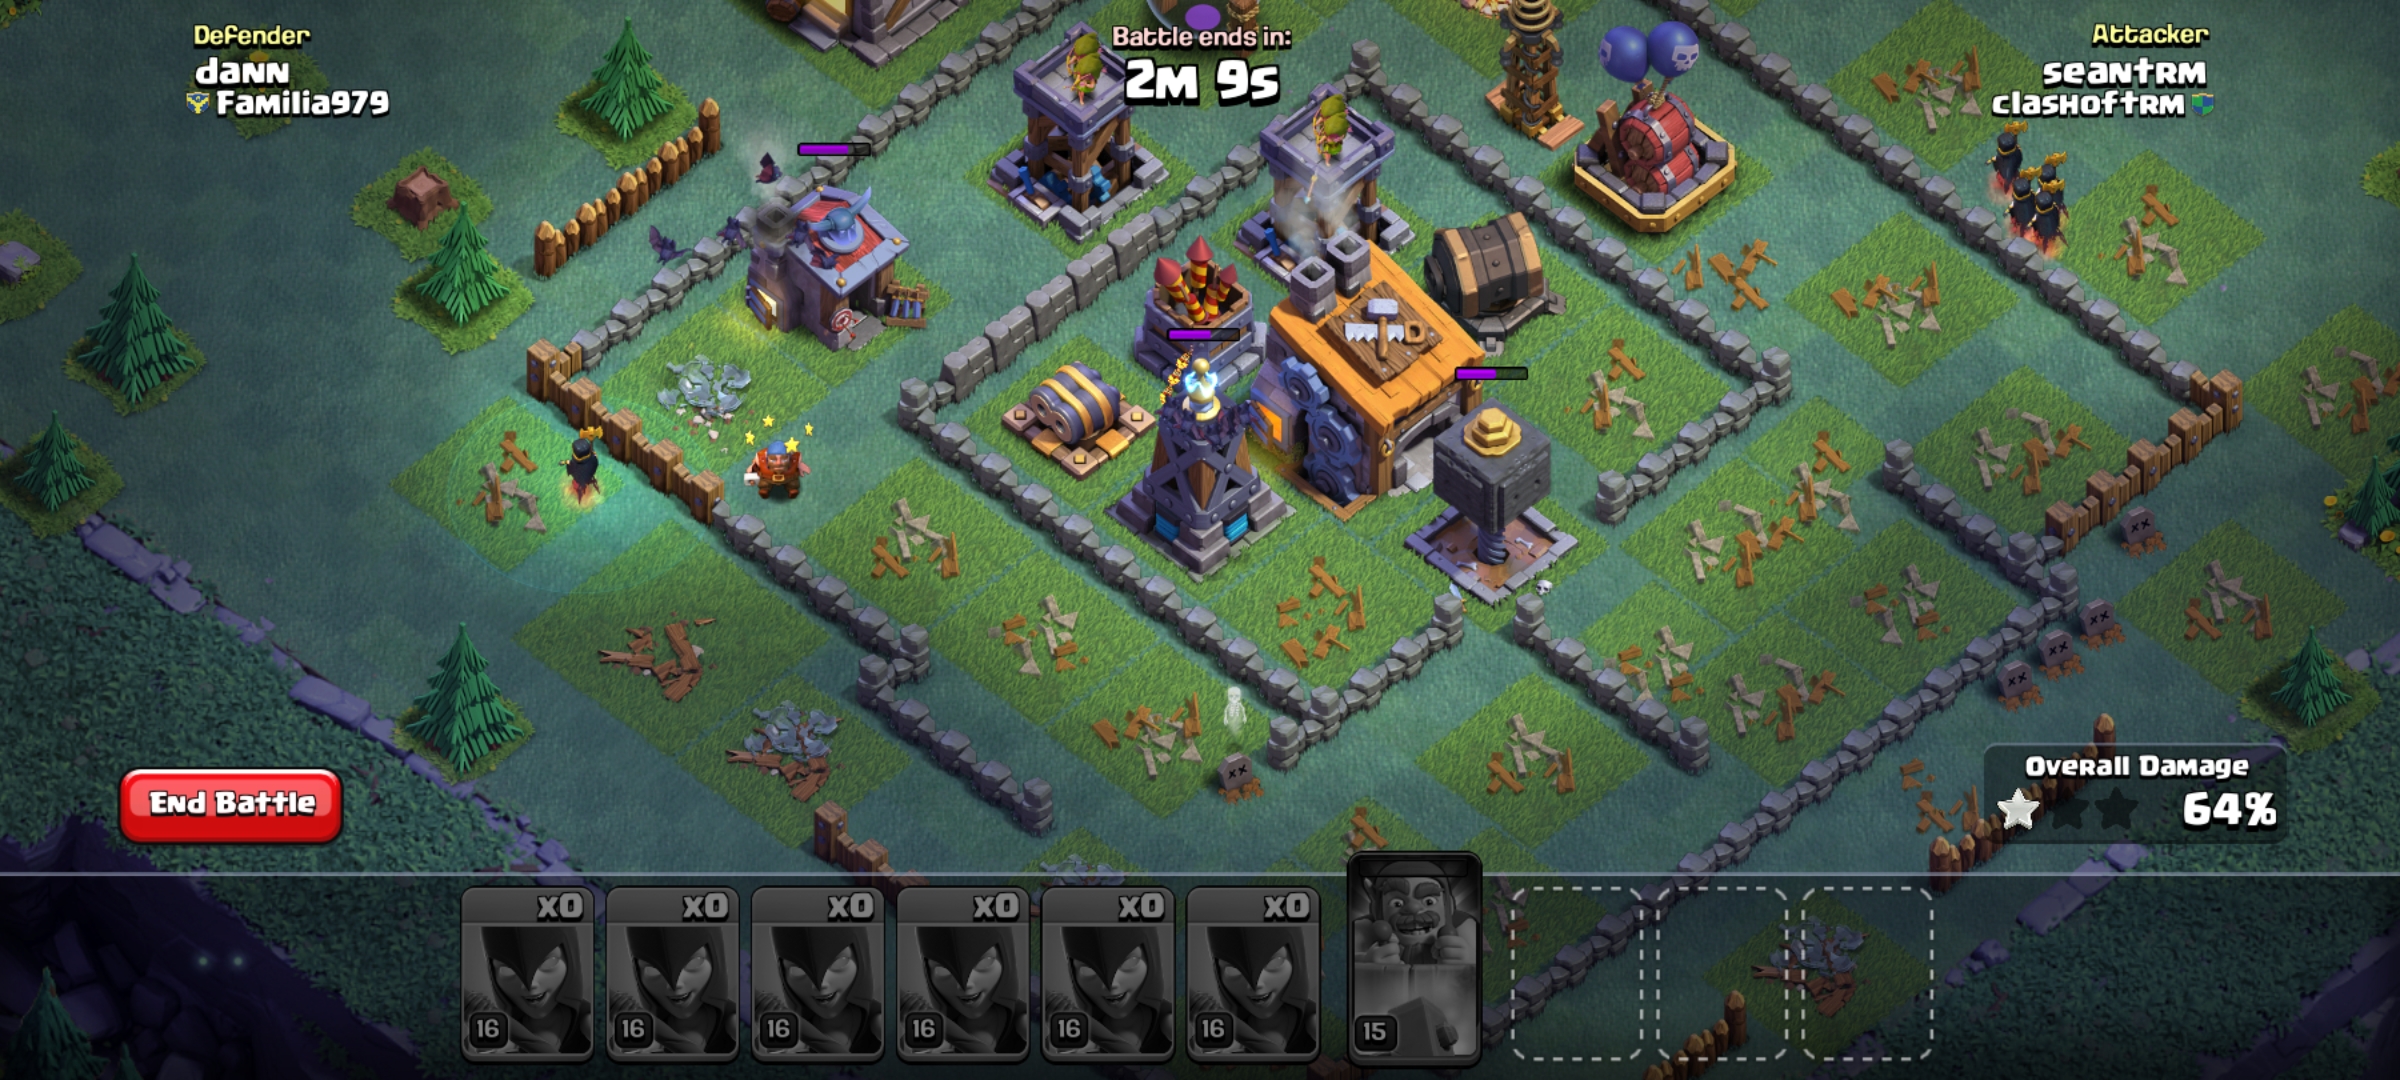 Defender
dann
Familia979
Battle ends in:
2m 9s
Attacker
seantrm
clashoftrm
End Battle
Overall Damage
64%
x0
x0
x0
x0
x0
x0
16
16
16
16
16
16
15